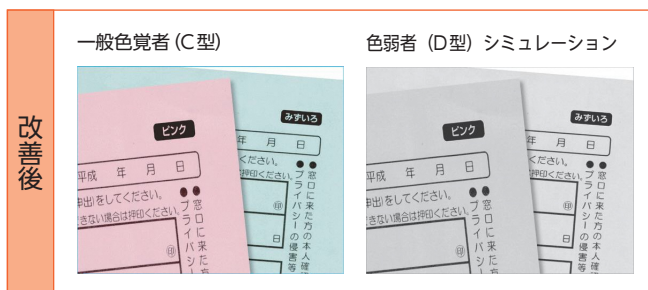 改善後
一般色覚者(C型)
色弱者（D型）シミュレーション
ピンク
平成　年　月　日
申出)をしてください。
きない場合は押印ください。
印
●窓口に来た方
●プライバシー
みずいろ
年　月　日
ください。
押印ください。
印
日
●窓口に来た方の本人確認
●プライバシーの侵害等
ピンク
平成　年　月　日
申出)をしてください。
きない場合は押印ください。
印
●窓口に来た方
●プライバシー
みずいろ
年　月　日
ください。
押印ください。
印
日
●窓口に来た方の本人確認
●プライバシーの侵害等